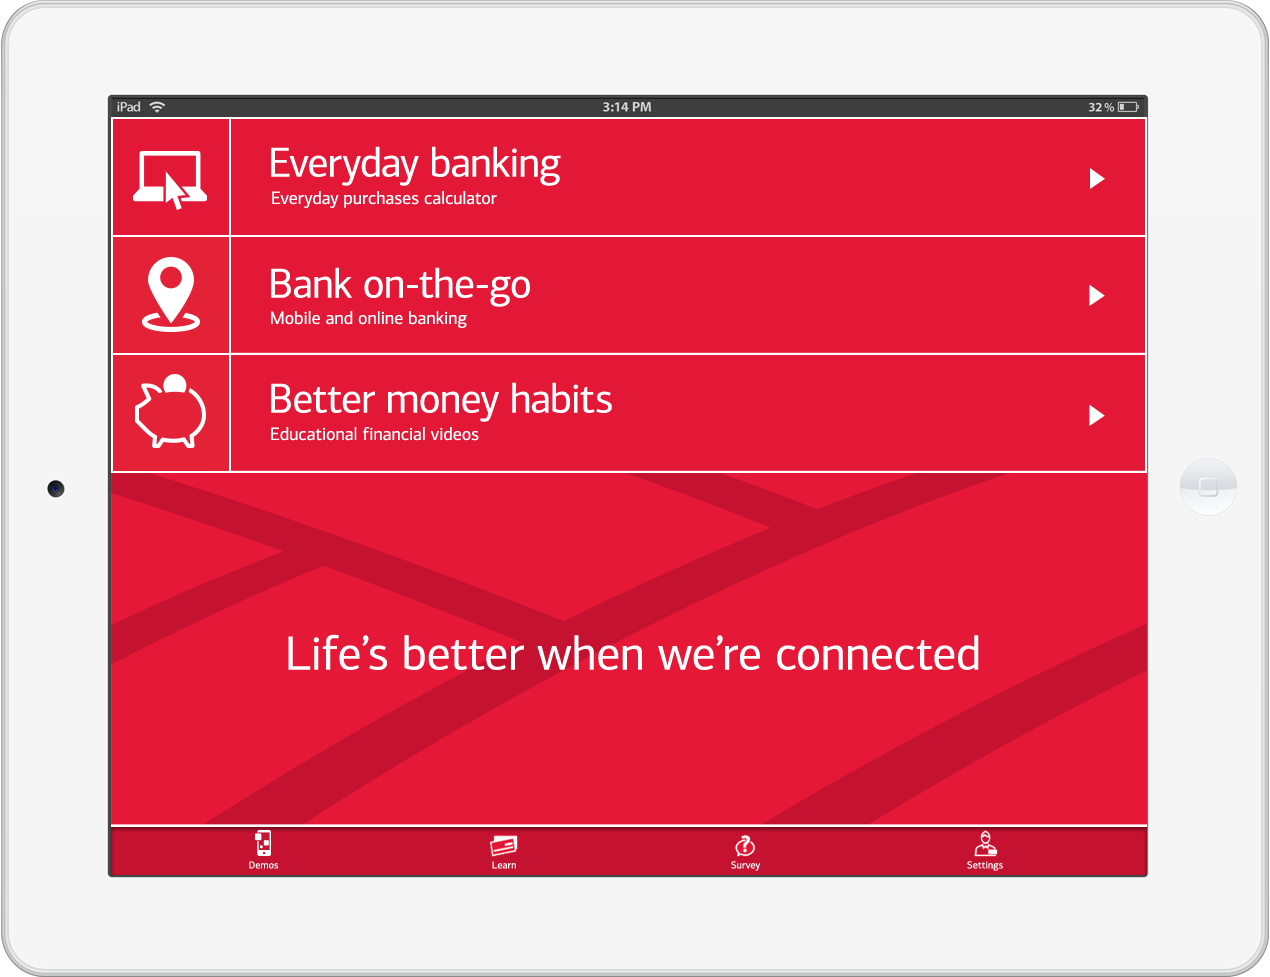 iPad 3:14 PM 32 %
Everyday banking
Everyday purchases calculator
Bank on-the-go
Mobile and online banking
Better money habits
Educational financial videos
Life’s better when we’re connected
Demos Learn Survey Settings